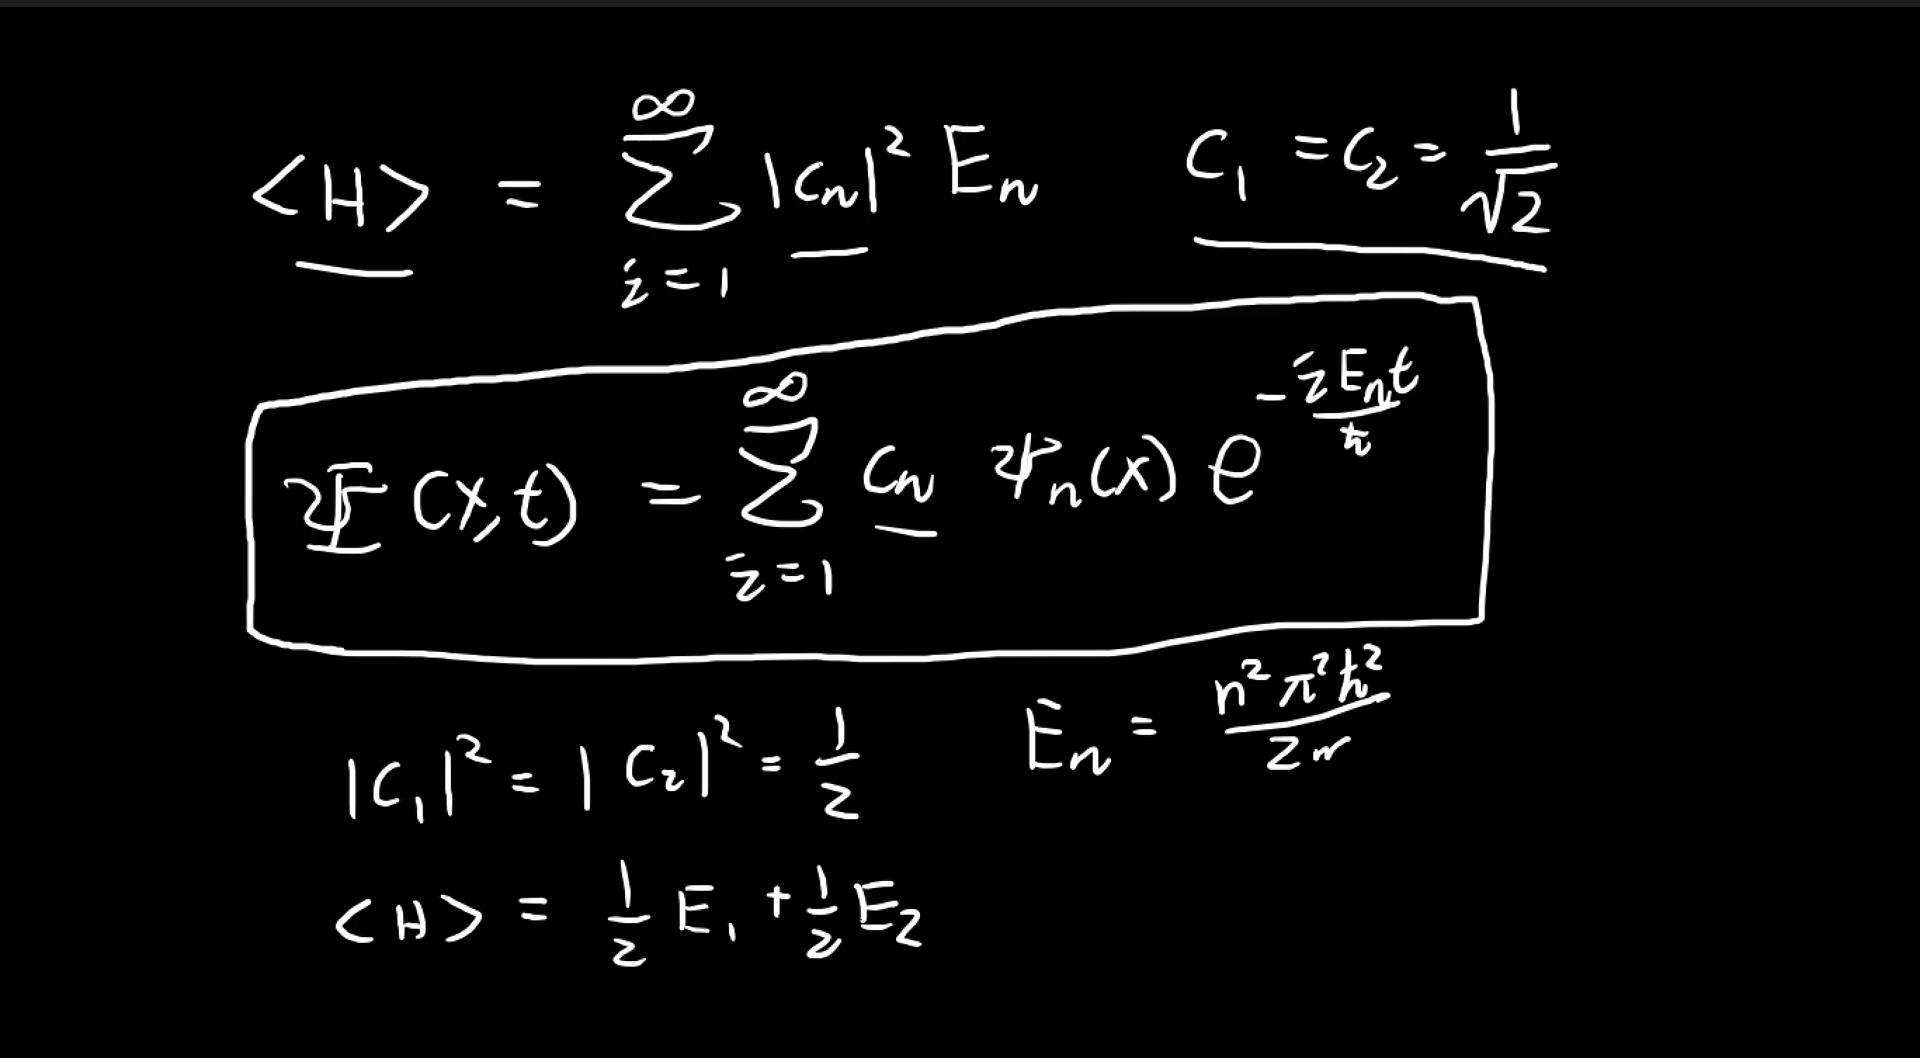 <H> = ∑_{i=1}^{∞} |c_n|² E_n    C_1 = C_2 = 1/√2
Ψ(x,t) = ∑_{i=1}^{∞} c_n ψ_n(x) e^{-iE_n t/ħ}
|C_1|² = |C_2|² = 1/2    E_n = n²π²ħ²/2m
<H> = 1/2 E_1 + 1/2 E_2